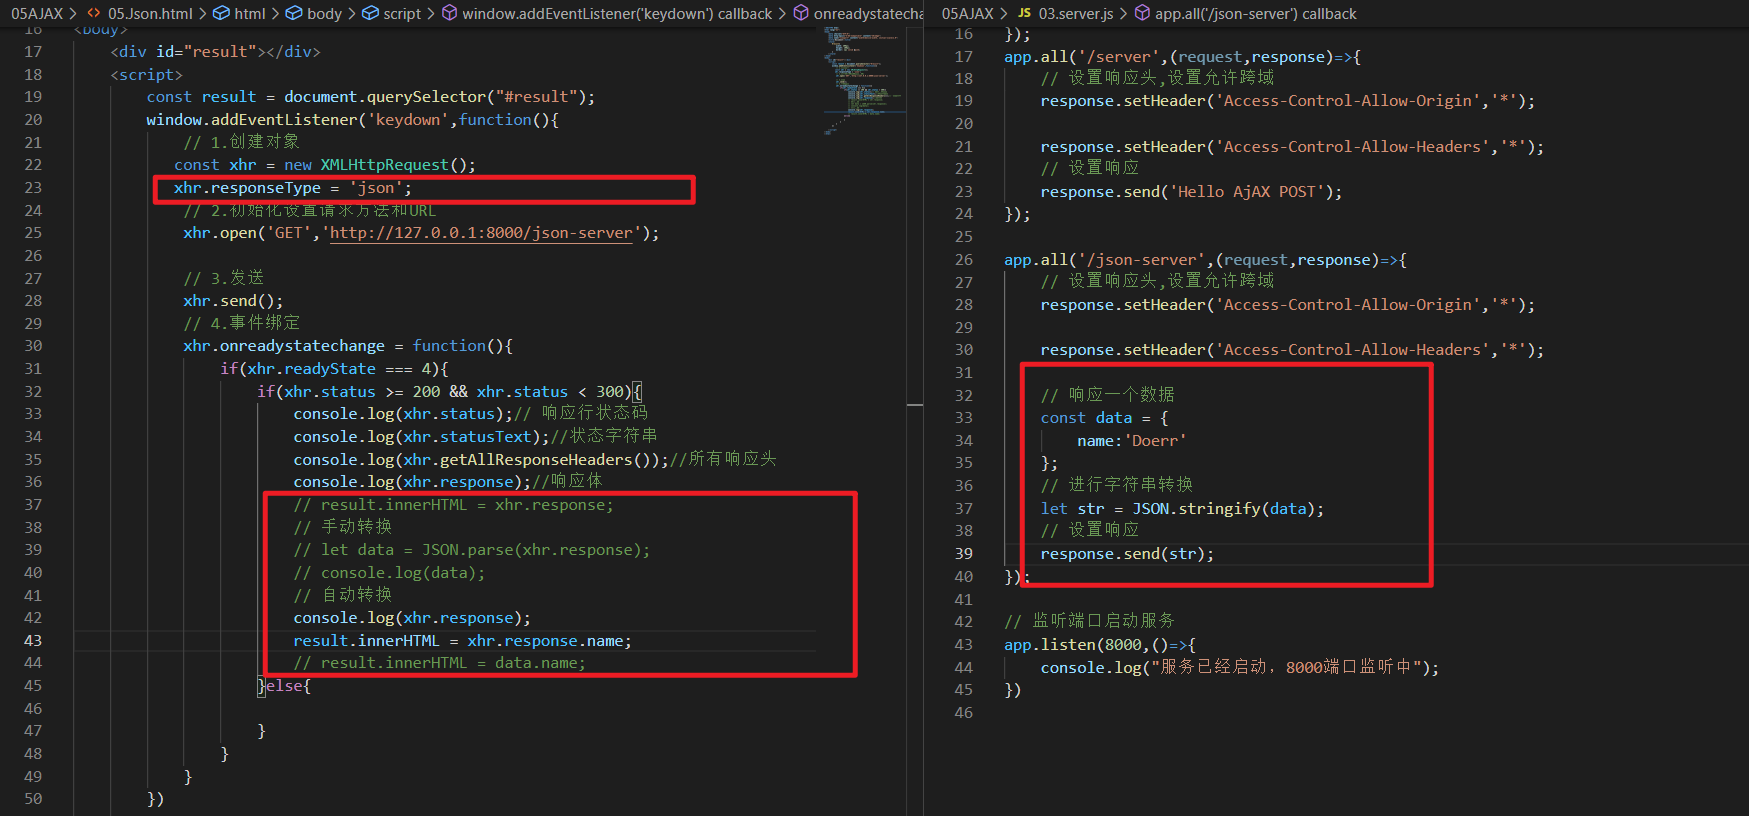 05AJAX > 05.Json.html > html > body > script > window.addEventListener('keydown') callback > onreadystatecha
16 <body>
17 <div id="result"></div>
18 <script>
19 const result = document.querySelector("#result");
20 window.addEventListener('keydown',function(){
21 // 1.创建对象
22 const xhr = new XMLHttpRequest();
23 xhr.responseType = 'json';
24 // 2.初始化设置请求方法和URL
25 xhr.open('GET','http://127.0.0.1:8000/json-server');
26
27 // 3.发送
28 xhr.send();
29 // 4.事件绑定
30 xhr.onreadystatechange = function(){
31 if(xhr.readyState === 4){
32 if(xhr.status >= 200 && xhr.status < 300){
33 console.log(xhr.status);// 响应行状态码
34 console.log(xhr.statusText);//状态字符串
35 console.log(xhr.getAllResponseHeaders());//所有响应头
36 console.log(xhr.response);//响应体
37 // result.innerHTML = xhr.response;
38 // 手动转换
39 // let data = JSON.parse(xhr.response);
40 // console.log(data);
41 // 自动转换
42 console.log(xhr.response);
43 result.innerHTML = xhr.response.name;
44 // result.innerHTML = data.name;
45 }else{
46
47 }
48 }
49 }
50 })
05AJAX > JS 03.server.js > app.all('/json-server') callback
16 });
17 app.all('/server',(request,response)=>{
18 // 设置响应头,设置允许跨域
19 response.setHeader('Access-Control-Allow-Origin','*');
20
21 response.setHeader('Access-Control-Allow-Headers','*');
22 // 设置响应
23 response.send('Hello AjAX POST');
24 });
25
26 app.all('/json-server',(request,response)=>{
27 // 设置响应头,设置允许跨域
28 response.setHeader('Access-Control-Allow-Origin','*');
29
30 response.setHeader('Access-Control-Allow-Headers','*');
31
32 // 响应一个数据
33 const data = {
34 name:'Doerr'
35 };
36 // 进行字符串转换
37 let str = JSON.stringify(data);
38 // 设置响应
39 response.send(str);
40 });
41
42 // 监听端口启动服务
43 app.listen(8000,()=>{
44 console.log("服务已经启动，8000端口监听中");
45 })
46